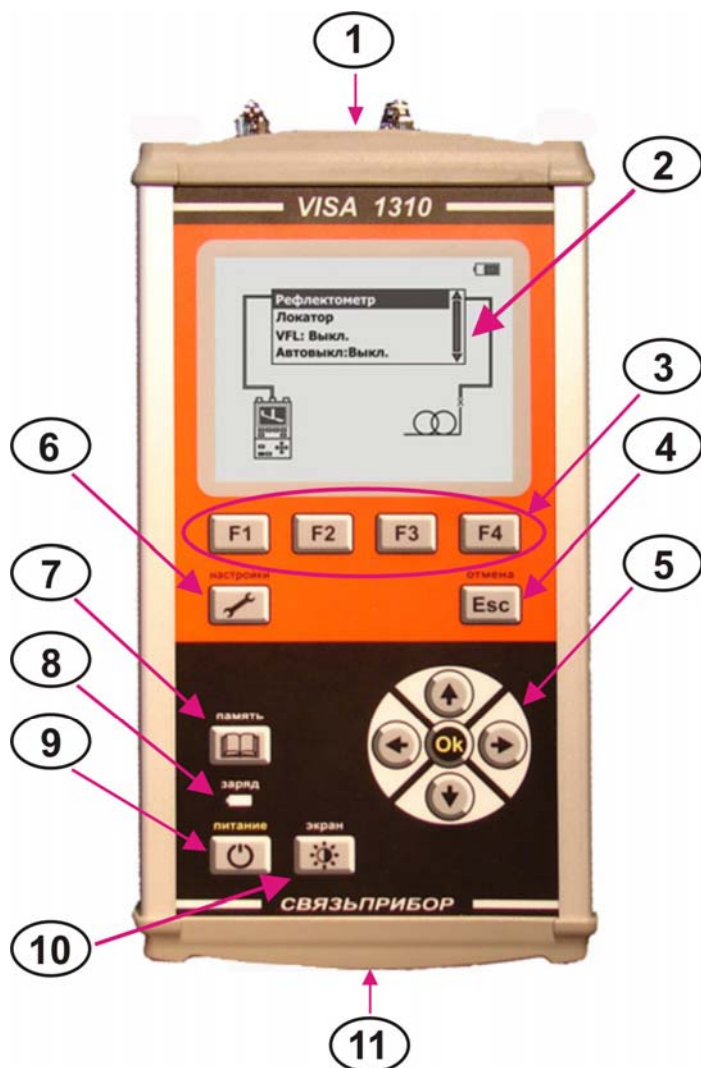 1
2
VISA 1310
Рефлектометр
Локатор
VFL: Выкл.
Автовыкл:Выкл.
3
4
6
F1 F2 F3 F4
настройки
отмена
Esc
5
7
8
память
9
заряд
Ok
питание
экран
СВЯЗЬПРИБОР
10
11